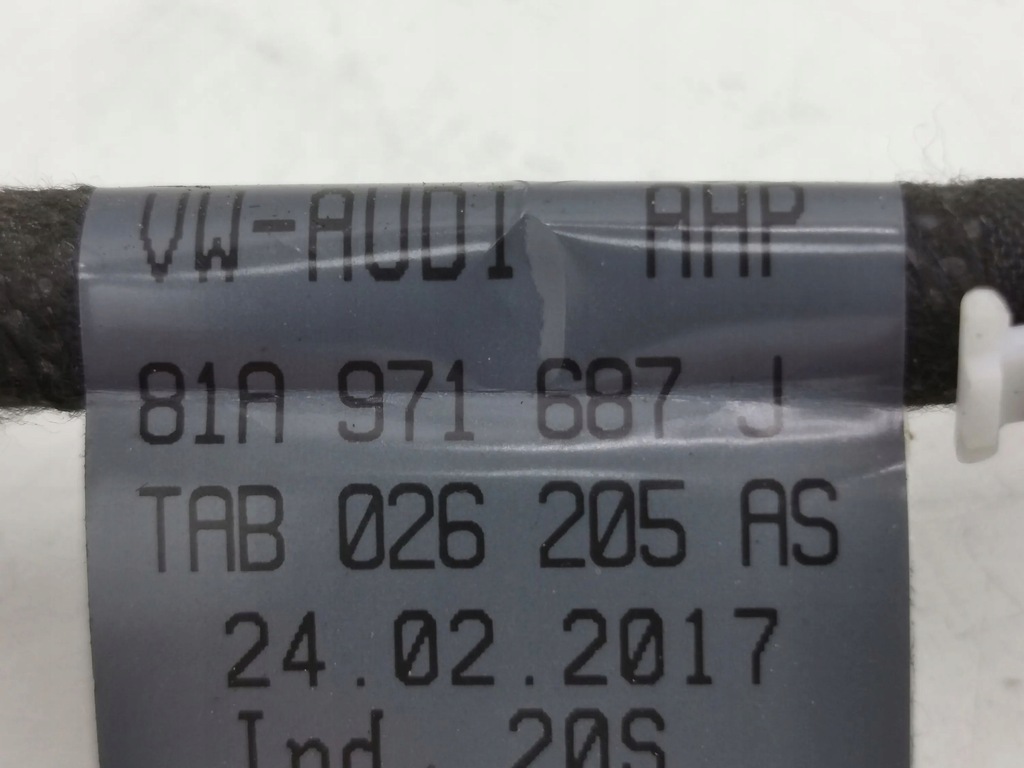 VW-AUDI AHP
81A 971 687 J
TAB 026 205 AS
24.02.2017
Ind. 20S